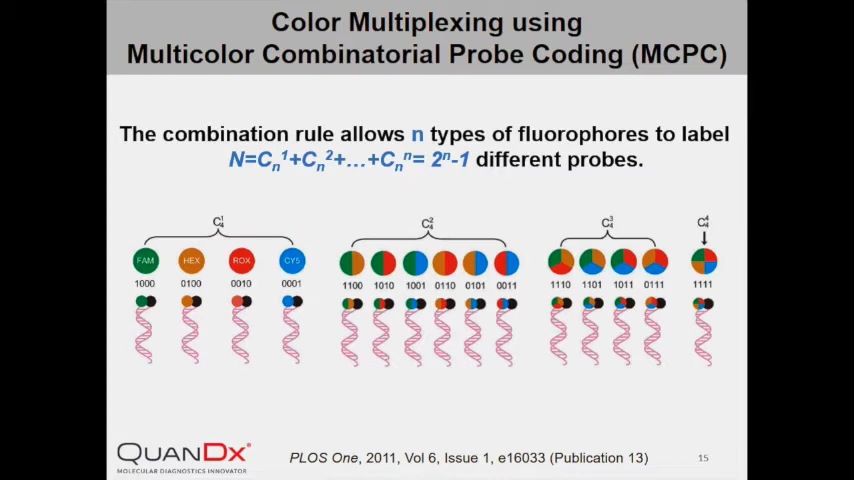 Color Multiplexing using
Multicolor Combinatorial Probe Coding (MCPC)
The combination rule allows n types of fluorophores to label
N=Cₙ¹+Cₙ²+…+Cₙⁿ= 2ⁿ-1 different probes.
C₄¹ C₄² C₄³ C₄⁴
FAM HEX ROX CY5
1000 0100 0010 0001 1100 1010 1001 0110 0101 0011 1110 1101 1011 0111 1111
QUANDX®
MOLECULAR DIAGNOSTICS INNOVATOR
PLOS One, 2011, Vol 6, Issue 1, e16033 (Publication 13)
15